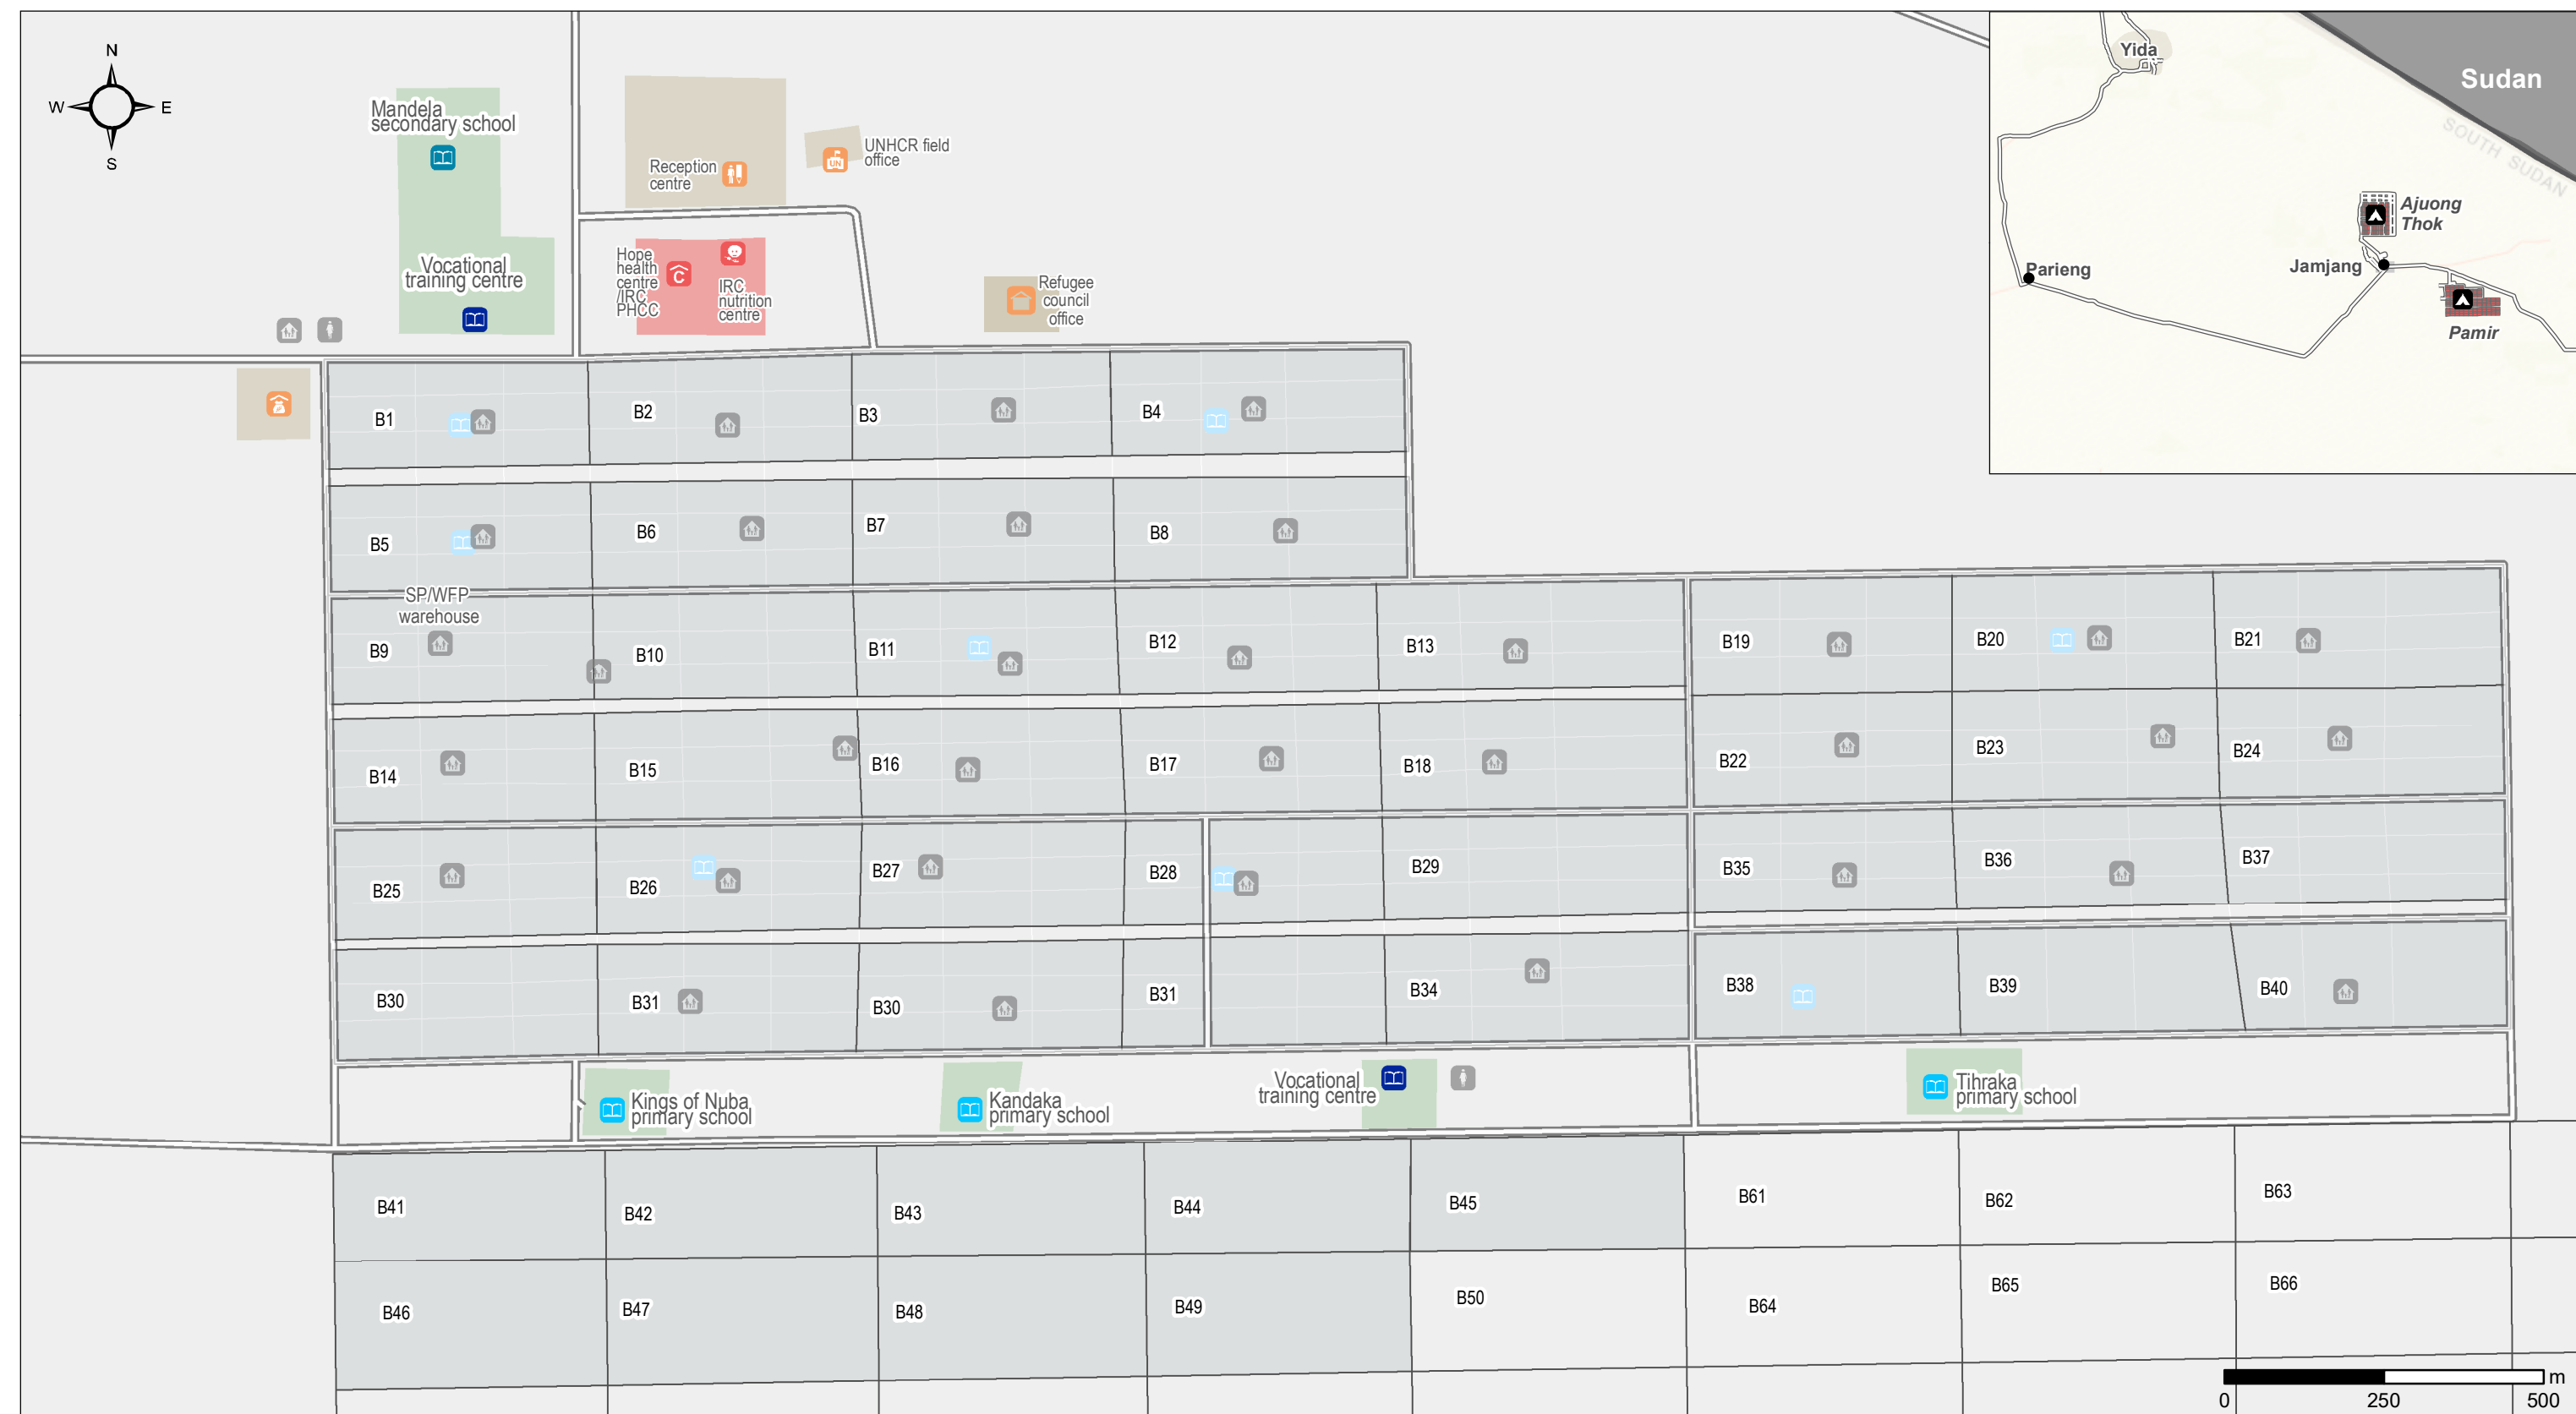 N
W
E
S
Mandela
secondary school
Vocational
training centre
Reception
centre
UN
UNHCR field
office
Hope
health
centre
/IRC
PHCC
C
IRC
nutrition
centre
Refugee
council
office
Yida
Sudan
SOUTH SUDAN
Ajuong
Thok
Jamjang
Parieng
Pamir
B1
B2
B3
B4
B5
B6
B7
B8
SP/WFP
warehouse
B9
B10
B11
B12
B13
B19
B20
B21
B14
B15
B16
B17
B18
B22
B23
B24
B25
B26
B27
B28
B29
B35
B36
B37
B30
B31
B30
B31
B34
B38
B39
B40
Kings of Nuba
primary school
Kandaka
primary school
Vocational
training centre
Tihraka
primary school
B41
B42
B43
B44
B45
B61
B62
B63
B46
B47
B48
B49
B50
B64
B65
B66
m
0 250 500